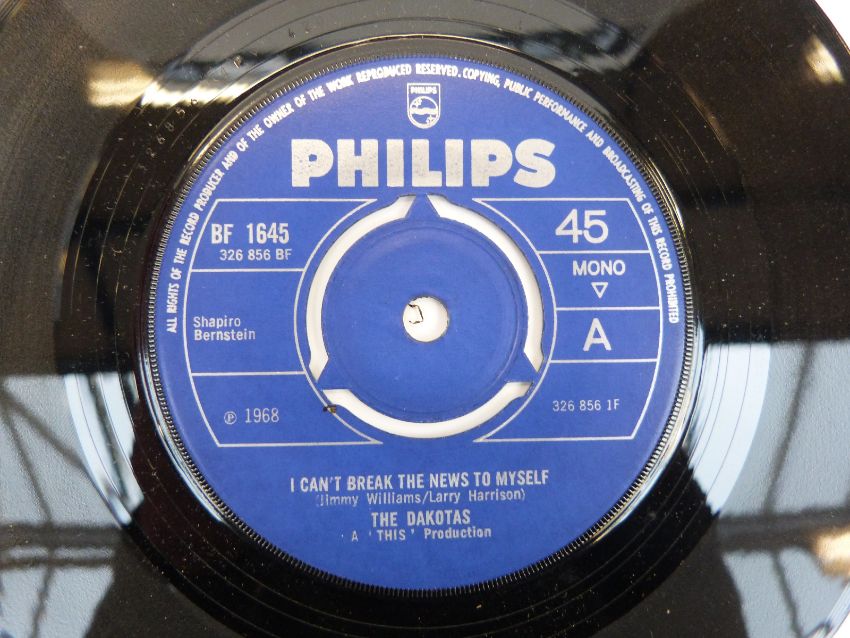 ALL RIGHTS OF THE RECORD PRODUCER AND OF THE OWNER OF THE WORK REPRODUCED RESERVED. COPYING, PUBLIC PERFORMANCE AND BROADCASTING OF THIS RECORD PROHIBITED
PHILIPS
PHILIPS
BF 1645
326 856 BF
45
MONO
Shapiro
Bernstein
A
℗ 1968
326 856 1F
I CAN'T BREAK THE NEWS TO MYSELF
(Jimmy Williams/Larry Harrison)
THE DAKOTAS
A 'THIS' Production